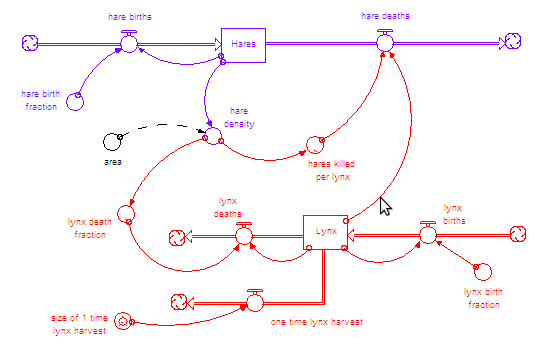 hare births
hare deaths
Hares
hare birth
fraction
hare
density
area
hares killed
per lynx
lynx death
fraction
lynx
deaths
Lynx
lynx
births
lynx birth
fraction
size of 1 time
lynx harvest
one time lynx harvest